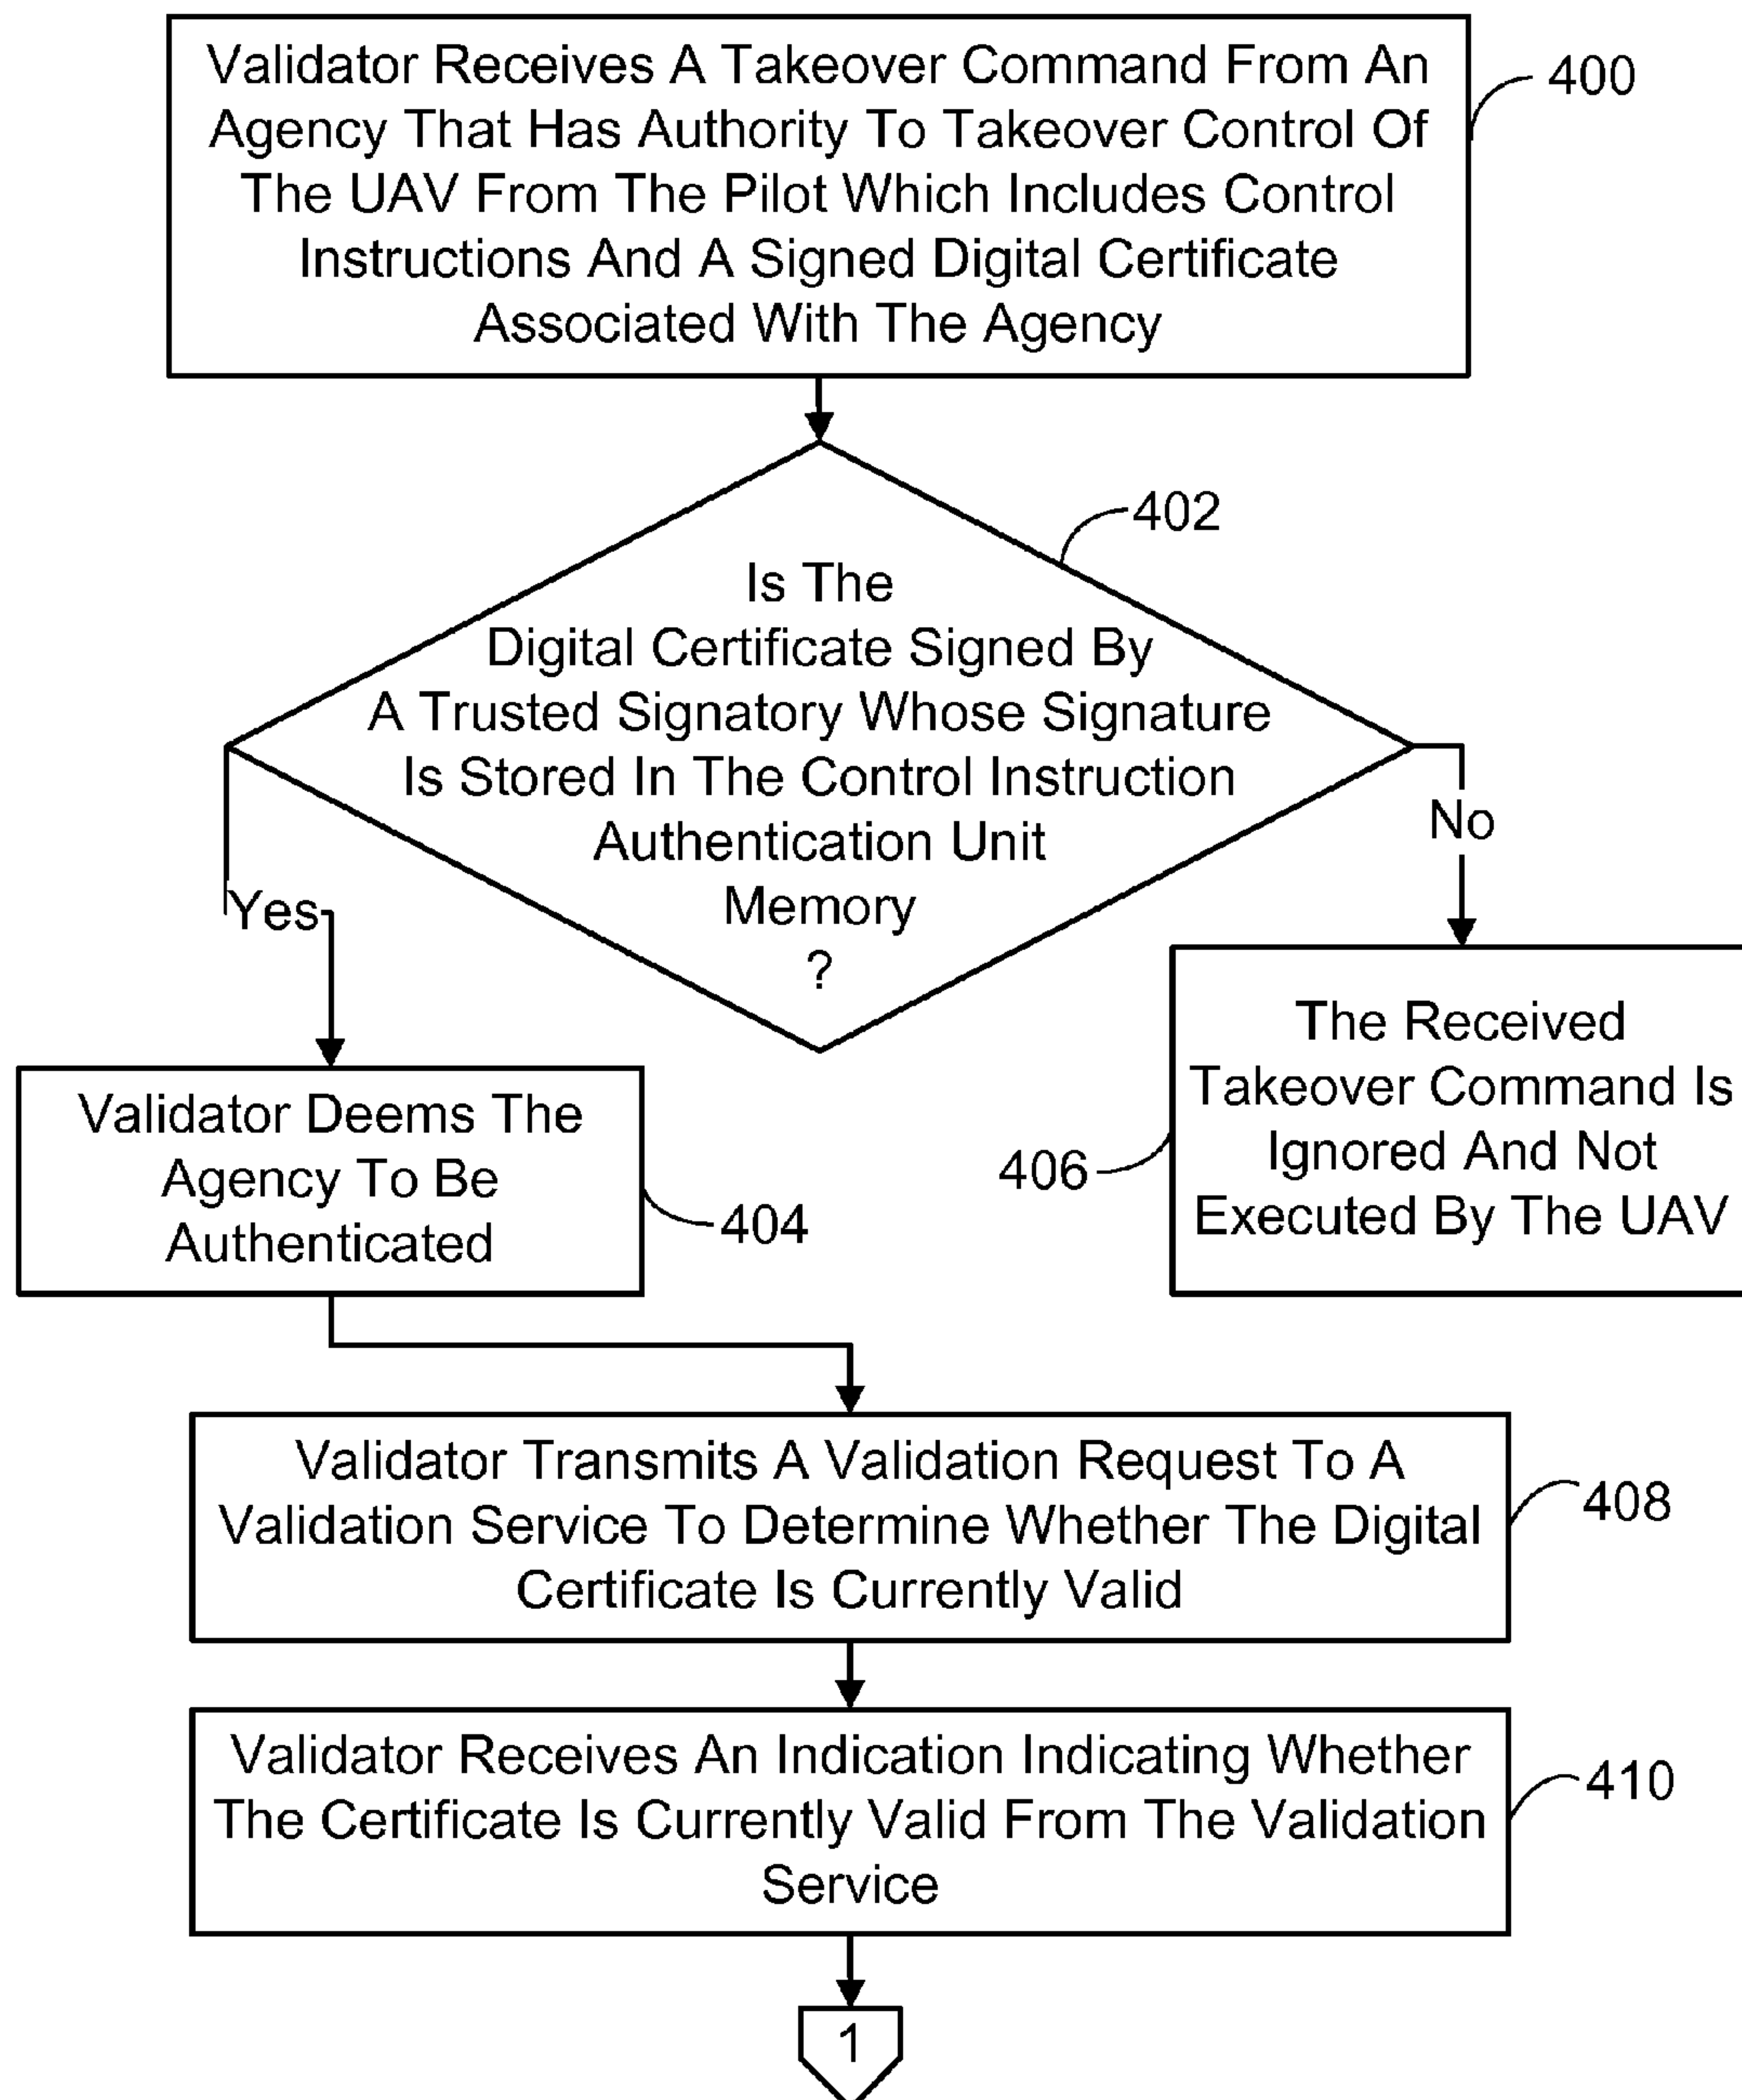 Validator Receives A Takeover Command From An
Agency That Has Authority To Takeover Control Of
The UAV From The Pilot Which Includes Control
Instructions And A Signed Digital Certificate
Associated With The Agency
400
402
Is The
Digital Certificate Signed By
A Trusted Signatory Whose Signature
Is Stored In The Control Instruction
Authentication Unit
Memory
?
Yes
No
Validator Deems The
Agency To Be
Authenticated
404
The Received
Takeover Command Is
Ignored And Not
Executed By The UAV
406
Validator Transmits A Validation Request To A
Validation Service To Determine Whether The Digital
Certificate Is Currently Valid
408
Validator Receives An Indication Indicating Whether
The Certificate Is Currently Valid From The Validation
Service
410
1